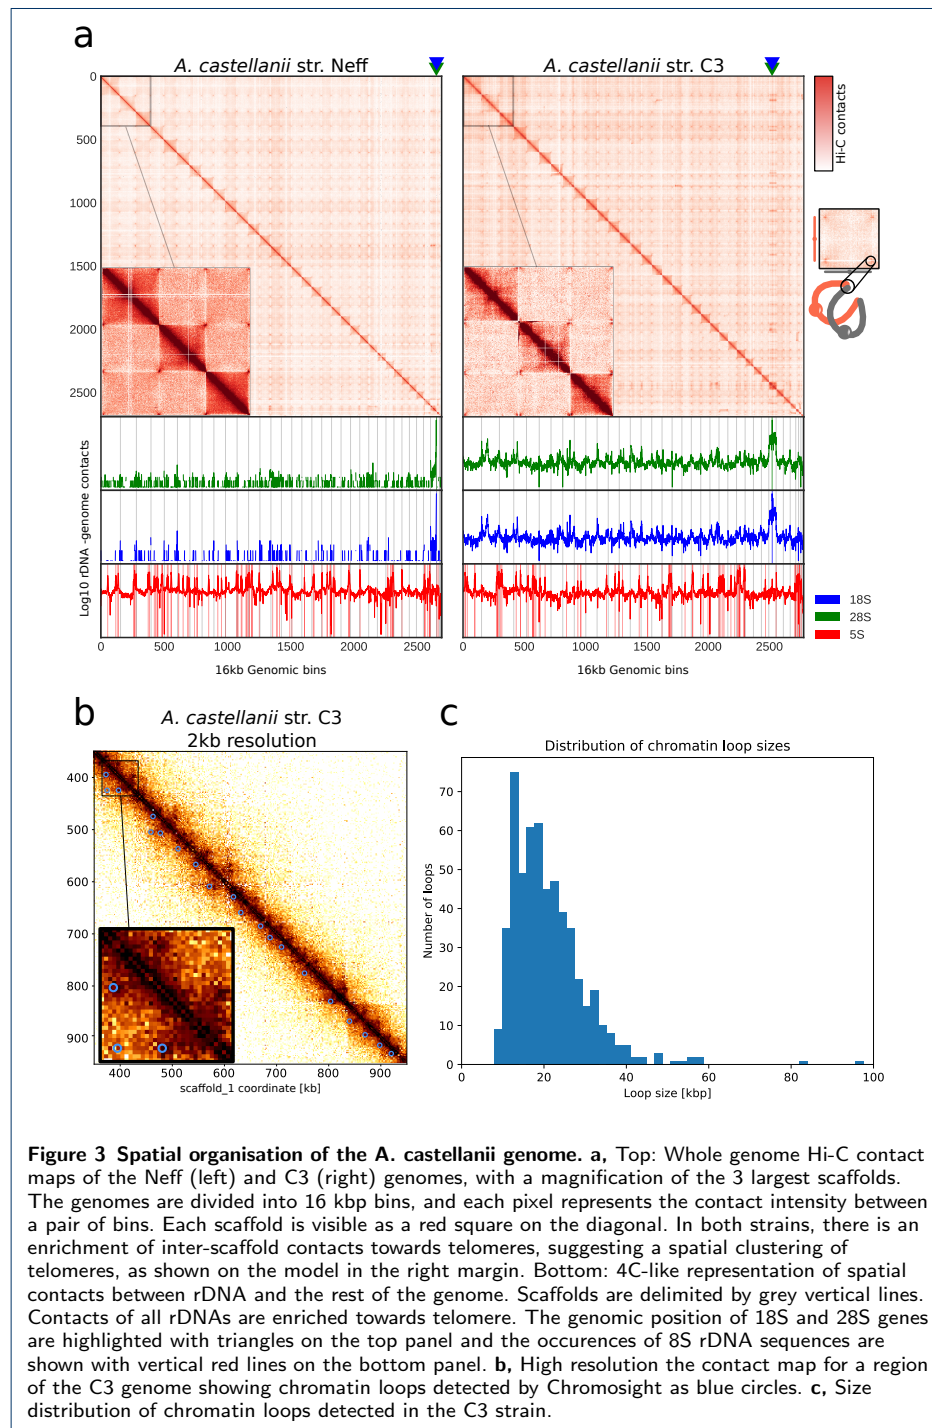 a
A. castellanii str. Neff
A. castellanii str. C3
0
500
1000
1500
2000
2500
Hi-C contacts
Log10 rDNA -genome contacts
0
500
1000
1500
2000
2500
0
500
1000
1500
2000
2500
16kb Genomic bins
16kb Genomic bins
18S
28S
5S
b
A. castellanii str. C3
2kb resolution
400
500
600
700
800
900
400
500
600
700
800
900
scaffold_1 coordinate [kb]
c
Distribution of chromatin loop sizes
Number of loops
70
60
50
40
30
20
10
0
0
20
40
60
80
100
Loop size [kbp]
Figure 3 Spatial organisation of the A. castellanii genome. a, Top: Whole genome Hi-C contact
maps of the Neff (left) and C3 (right) genomes, with a magnification of the 3 largest scaffolds.
The genomes are divided into 16 kbp bins, and each pixel represents the contact intensity between
a pair of bins. Each scaffold is visible as a red square on the diagonal. In both strains, there is an
enrichment of inter-scaffold contacts towards telomeres, suggesting a spatial clustering of
telomeres, as shown on the model in the right margin. Bottom: 4C-like representation of spatial
contacts between rDNA and the rest of the genome. Scaffolds are delimited by grey vertical lines.
Contacts of all rDNAs are enriched towards telomere. The genomic position of 18S and 28S genes
are highlighted with triangles on the top panel and the occurences of 8S rDNA sequences are
shown with vertical red lines on the bottom panel. b, High resolution the contact map for a region
of the C3 genome showing chromatin loops detected by Chromosight as blue circles. c, Size
distribution of chromatin loops detected in the C3 strain.